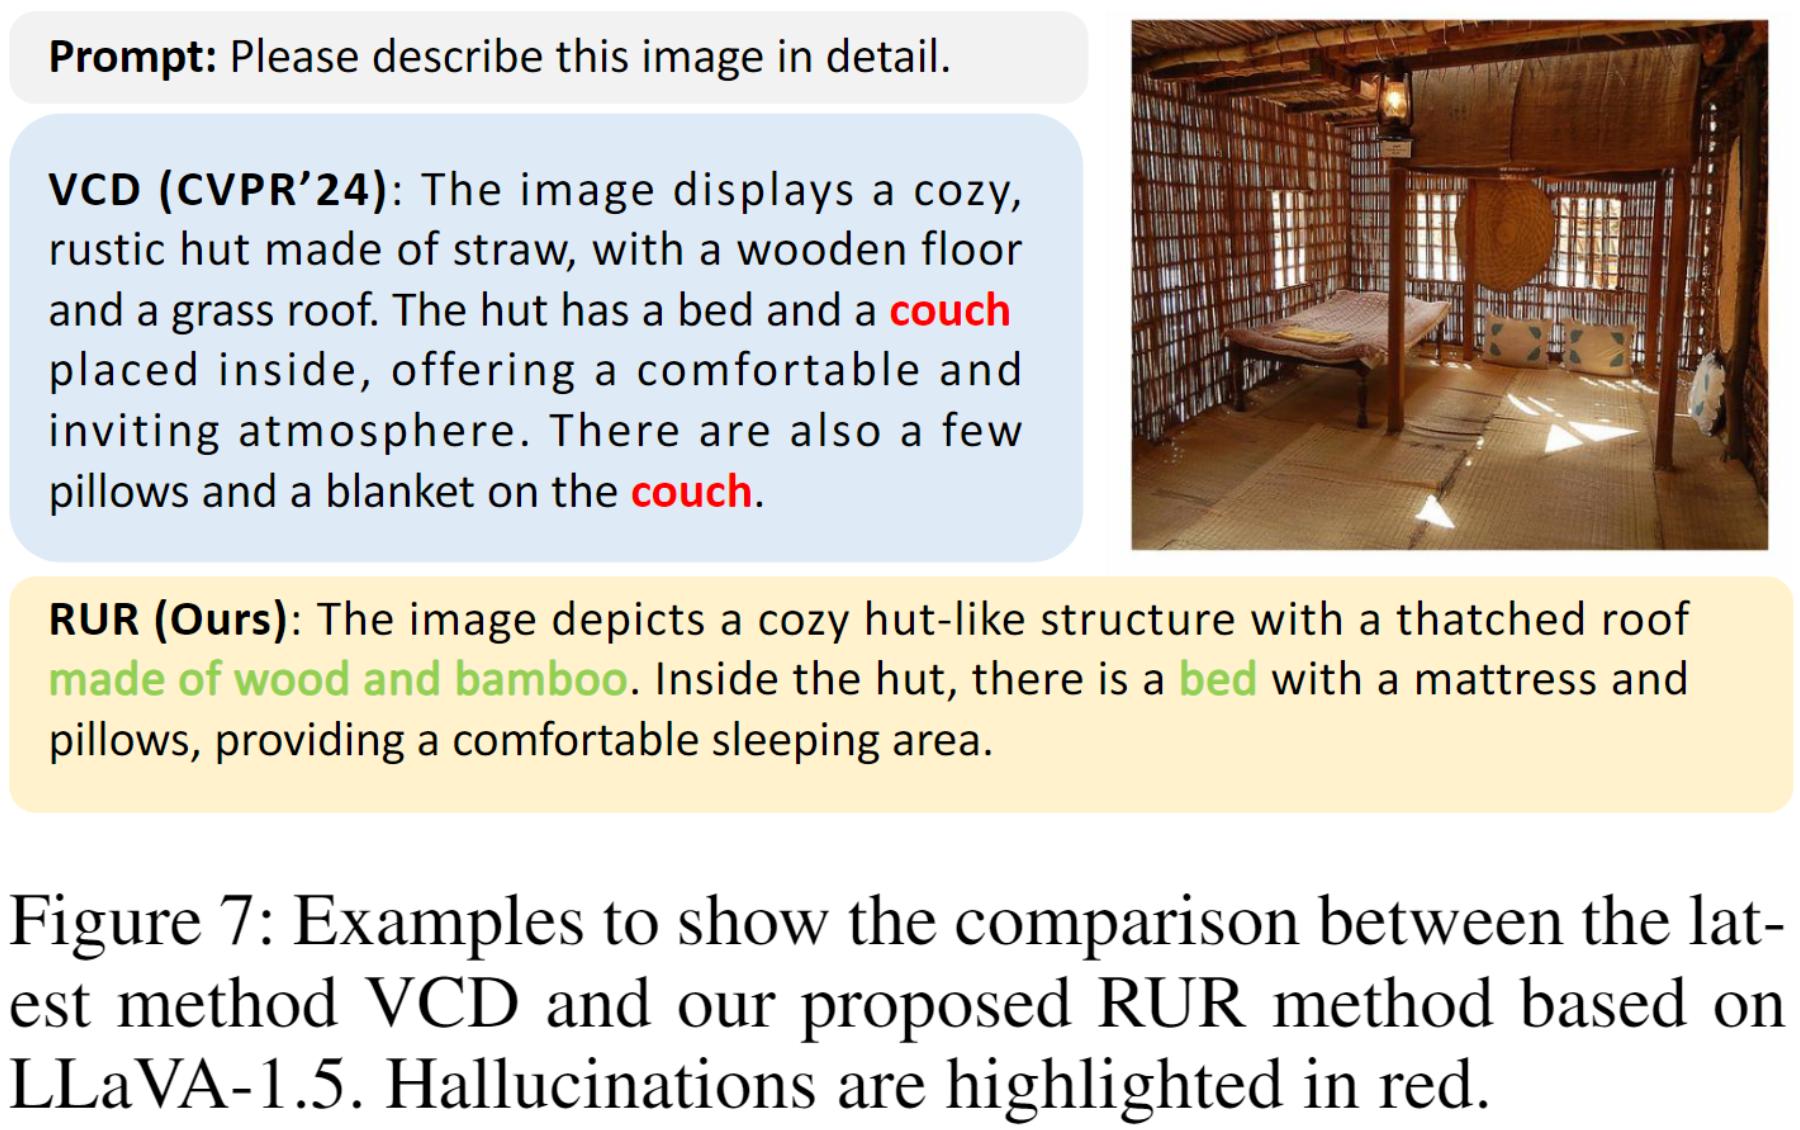 Prompt: Please describe this image in detail.
VCD (CVPR’24): The image displays a cozy,
rustic hut made of straw, with a wooden floor
and a grass roof. The hut has a bed and a couch
placed inside, offering a comfortable and
inviting atmosphere. There are also a few
pillows and a blanket on the couch.
RUR (Ours): The image depicts a cozy hut-like structure with a thatched roof
made of wood and bamboo. Inside the hut, there is a bed with a mattress and
pillows, providing a comfortable sleeping area.
Figure 7: Examples to show the comparison between the lat-
est method VCD and our proposed RUR method based on
LLaVA-1.5. Hallucinations are highlighted in red.